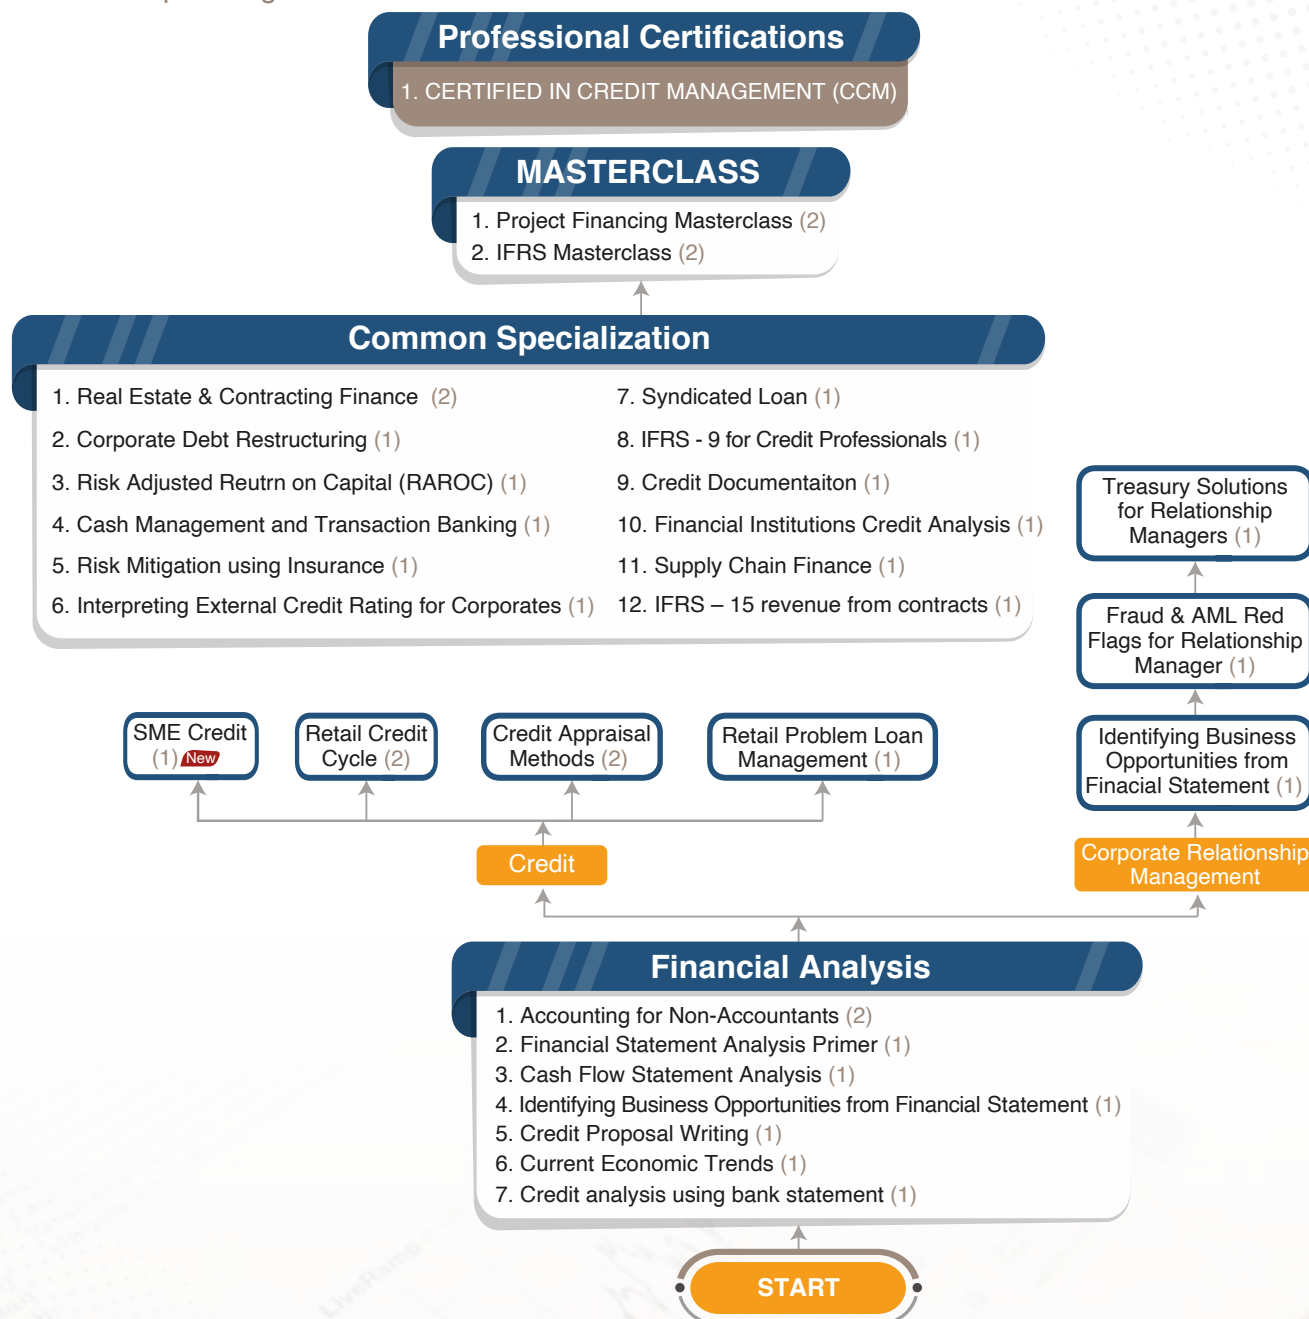 Professional Certifications
1. CERTIFIED IN CREDIT MANAGEMENT (CCM)
MASTERCLASS
1. Project Financing Masterclass (2)
2. IFRS Masterclass (2)
Common Specialization
1. Real Estate & Contracting Finance (2)
2. Corporate Debt Restructuring (1)
3. Risk Adjusted Reutrn on Capital (RAROC) (1)
4. Cash Management and Transaction Banking (1)
5. Risk Mitigation using Insurance (1)
6. Interpreting External Credit Rating for Corporates (1)
7. Syndicated Loan (1)
8. IFRS - 9 for Credit Professionals (1)
9. Credit Documentaiton (1)
10. Financial Institutions Credit Analysis (1)
11. Supply Chain Finance (1)
12. IFRS – 15 revenue from contracts (1)
Treasury Solutions
for Relationship
Managers (1)
Fraud & AML Red
Flags for Relationship
Manager (1)
Identifying Business
Opportunities from
Finacial Statement (1)
Corporate Relationship
Management
SME Credit
(1) New
Retail Credit
Cycle (2)
Credit Appraisal
Methods (2)
Retail Problem Loan
Management (1)
Credit
Financial Analysis
1. Accounting for Non-Accountants (2)
2. Financial Statement Analysis Primer (1)
3. Cash Flow Statement Analysis (1)
4. Identifying Business Opportunities from Financial Statement (1)
5. Credit Proposal Writing (1)
6. Current Economic Trends (1)
7. Credit analysis using bank statement (1)
LiveRamp
START